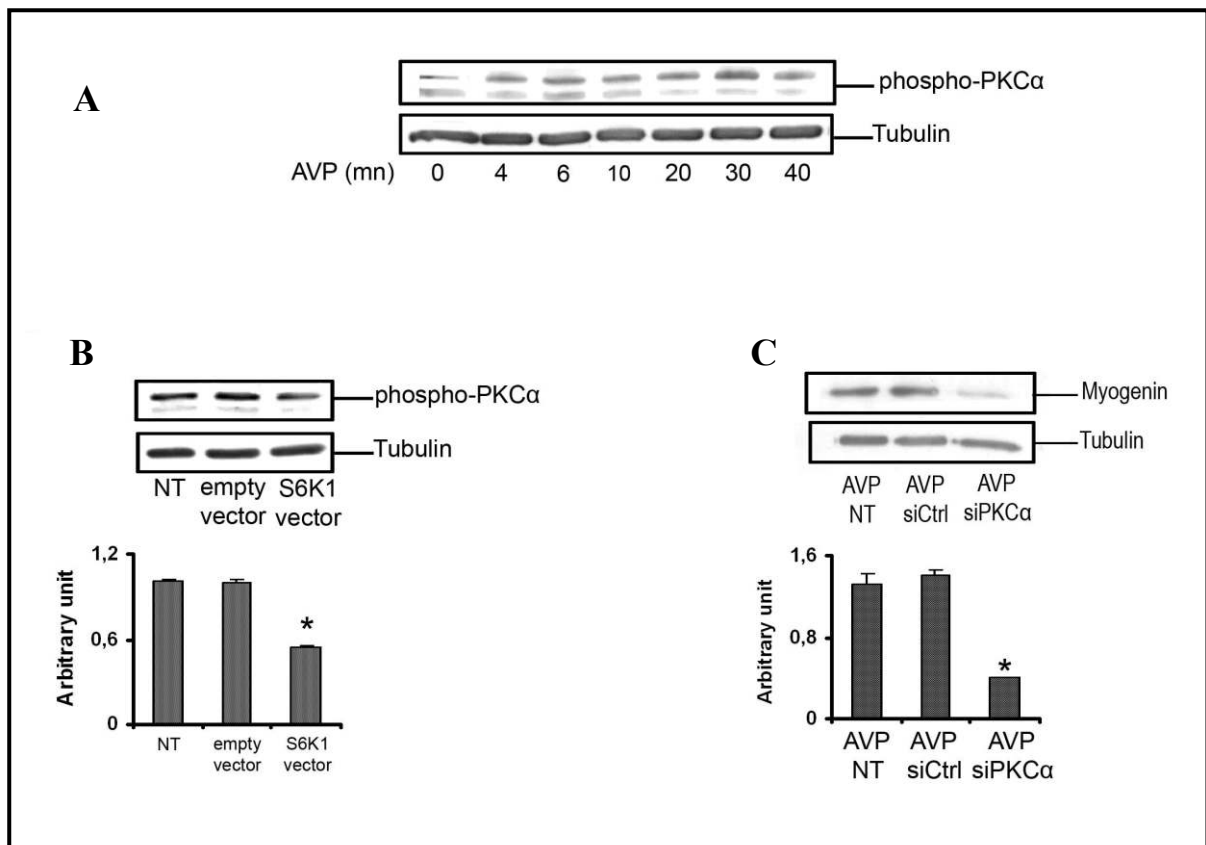 A
phospho-PKCα
Tubulin
AVP (mn) 0 4 6 10 20 30 40
B
phospho-PKCα
Tubulin
NT empty vector S6K1 vector
1,2
0,6
0
Arbitrary unit
*
NT empty vector S6K1 vector
C
Myogenin
Tubulin
AVP AVP AVP
NT siCtrl siPKCα
1,6
0,8
0
Arbitrary unit
*
AVP AVP AVP
NT siCtrl siPKCα